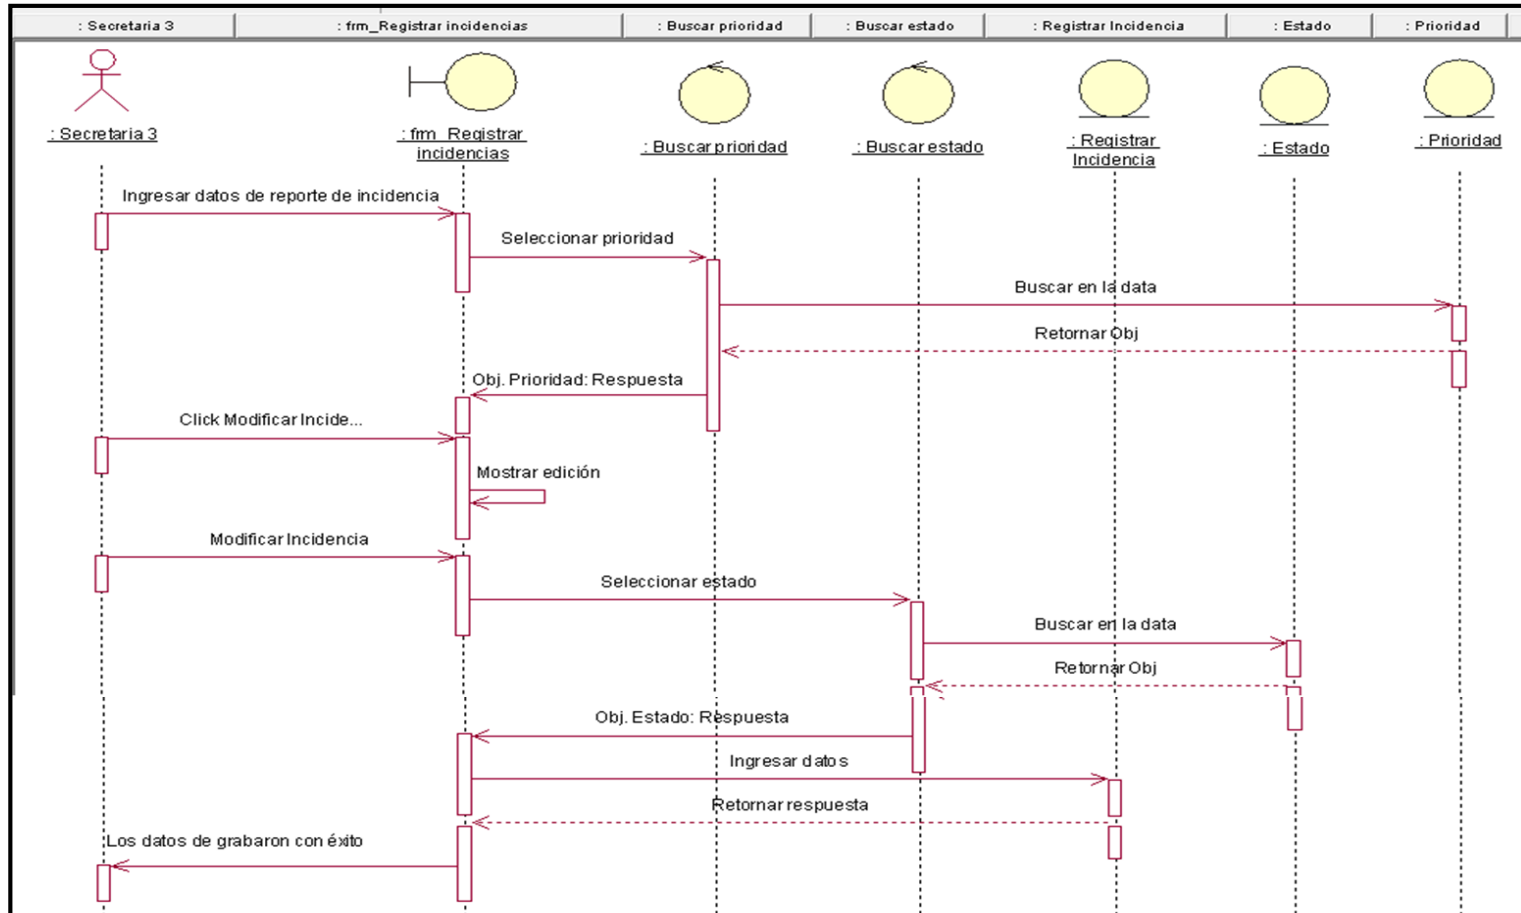 : Secretaria 3
: frm_Registrar incidencias
: Buscar prioridad
: Buscar estado
: Registrar Incidencia
: Estado
: Prioridad
: Secretaria 3
: frm_Registrar
incidencias
: Buscar prioridad
: Buscar estado
: Registrar
Incidencia
: Estado
: Prioridad
Ingresar datos de reporte de incidencia
Seleccionar prioridad
Buscar en la data
Retornar Obj
Obj. Prioridad: Respuesta
Click Modificar Incide...
Mostrar edición
Modificar Incidencia
Seleccionar estado
Buscar en la data
Retornar Obj
Obj. Estado: Respuesta
Ingresar datos
Retornar respuesta
Los datos de grabaron con éxito